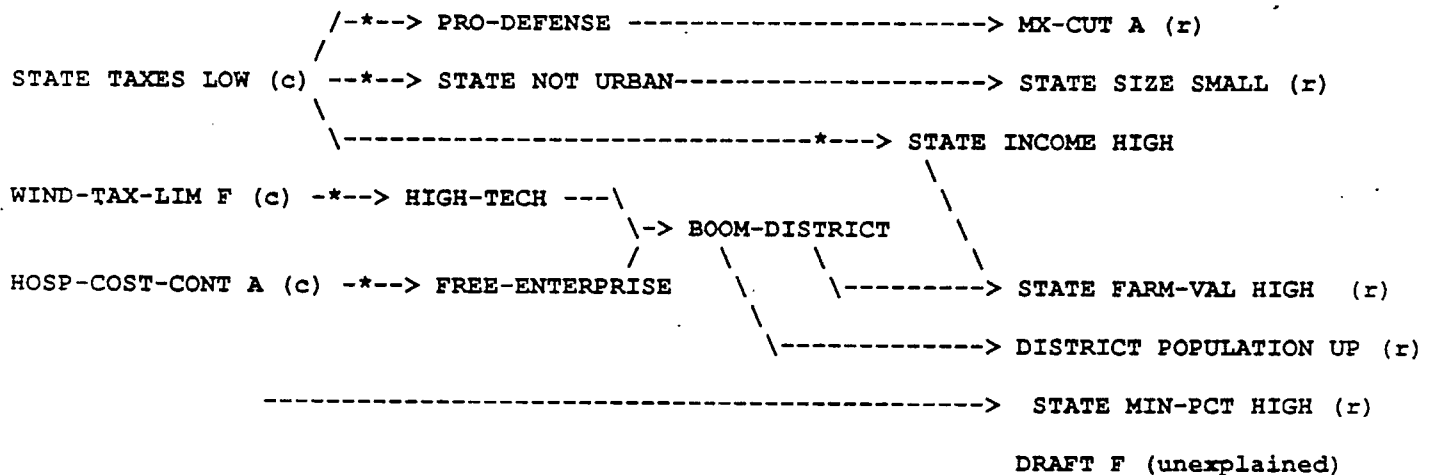 /-*--> PRO-DEFENSE ------------------------> MX-CUT A (r)
STATE TAXES LOW (c) --*--> STATE NOT URBAN--------------------> STATE SIZE SMALL (r)
\-----------------------------*---> STATE INCOME HIGH
WIND-TAX-LIM F (c) -*--> HIGH-TECH ---\
\-> BOOM-DISTRICT
HOSP-COST-CONT A (c) -*--> FREE-ENTERPRISE
\---------> STATE FARM-VAL HIGH (r)
\-------------> DISTRICT POPULATION UP (r)
--------------------------------------------> STATE MIN-PCT HIGH (r)
DRAFT F (unexplained)